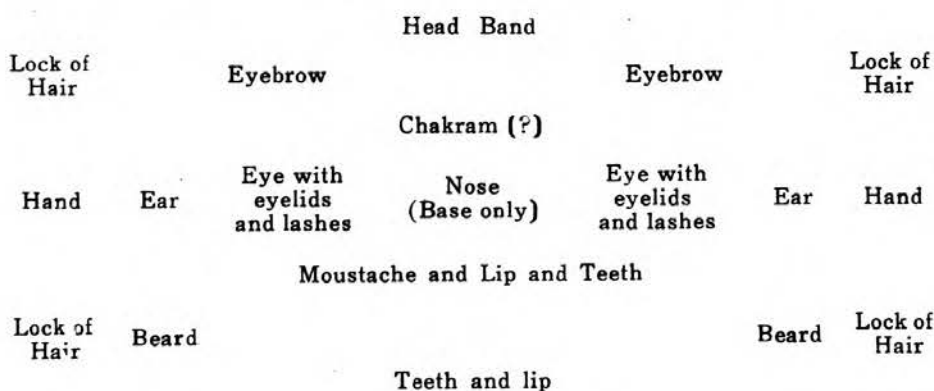 Head Band
Lock of Hair Eyebrow Eyebrow Lock of Hair
Chakram (?)
Hand Ear Eye with eyelids and lashes Nose (Base only) Eye with eyelids and lashes Ear Hand
Moustache and Lip and Teeth
Lock of Hair Beard Beard Lock of Hair
Teeth and lip